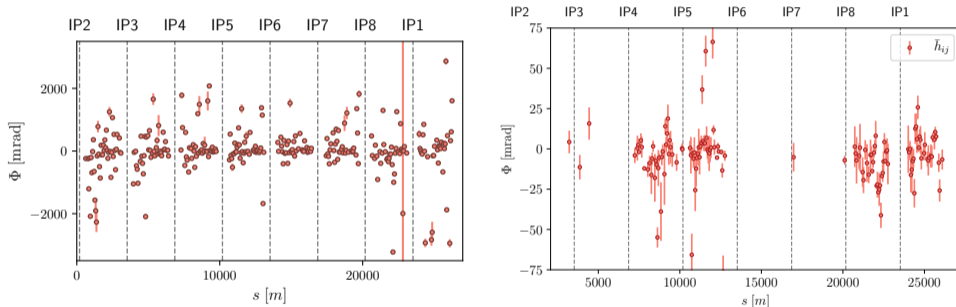 IP2 IP3 IP4 IP5 IP6 IP7 IP8 IP1
2000
0
−2000
Φ [mrad]
0 10000 20000
s [m]
IP2 IP3 IP4 IP5 IP6 IP7 IP8 IP1
75
50
25
0
−25
−50
−75
Φ [mrad]
h̄ij
5000 10000 15000 20000 25000
s [m]